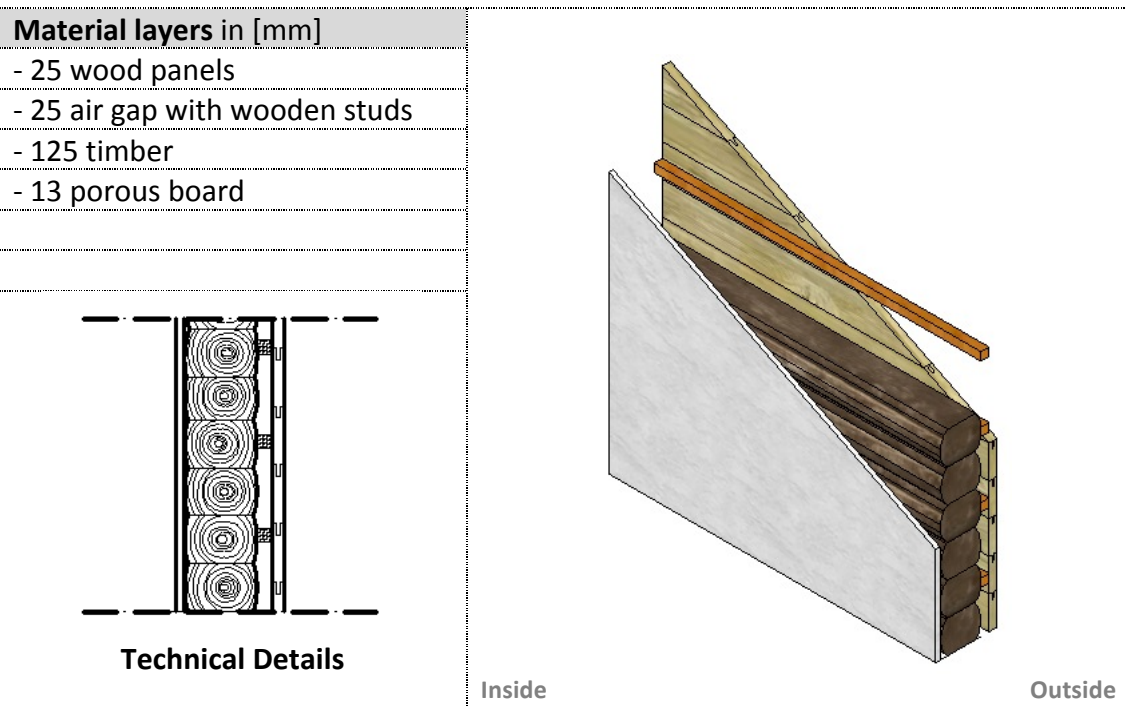 Material layers in [mm]
- 25 wood panels
- 25 air gap with wooden studs
- 125 timber
- 13 porous board
Technical Details
Inside
Outside